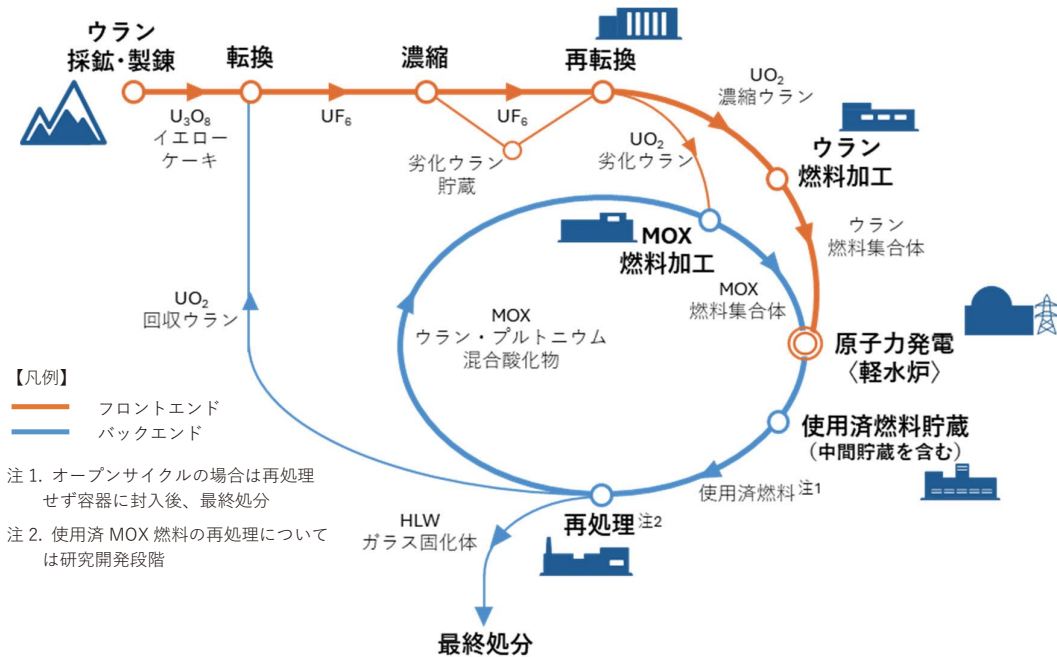 ウラン
採鉱・製錬
転換
濃縮
再転換
U₃O₈
イエロー
ケーキ
UF₆
UF₆
劣化ウラン
貯蔵
UO₂
劣化ウラン
UO₂
濃縮ウラン
ウラン
燃料加工
ウラン
燃料集合体
MOX
燃料加工
MOX
燃料集合体
UO₂
回収ウラン
MOX
ウラン・プルトニウム
混合酸化物
原子力発電
〈軽水炉〉
使用済燃料貯蔵
(中間貯蔵を含む)
使用済燃料注1
再処理注2
HLW
ガラス固化体
最終処分
【凡例】
フロントエンド
バックエンド
注 1. オープンサイクルの場合は再処理
せず容器に封入後、最終処分
注 2. 使用済 MOX 燃料の再処理について
は研究開発段階